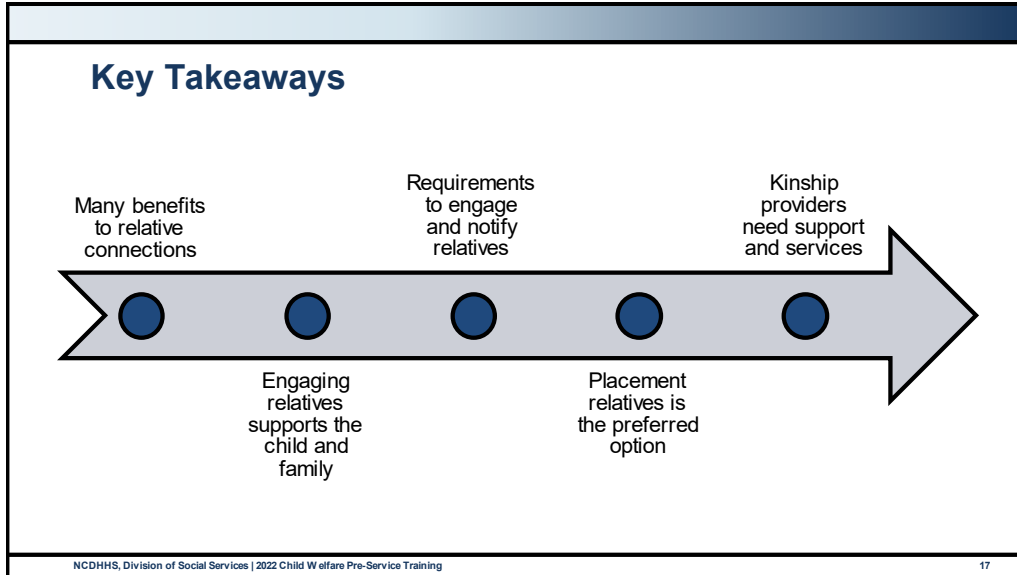 Key Takeaways
Many benefits
to relative
connections
Engaging
relatives
supports the
child and
family
Requirements
to engage
and notify
relatives
Placement
relatives is
the preferred
option
Kinship
providers
need support
and services
NCDHHS, Division of Social Services | 2022 Child Welfare Pre-Service Training
17